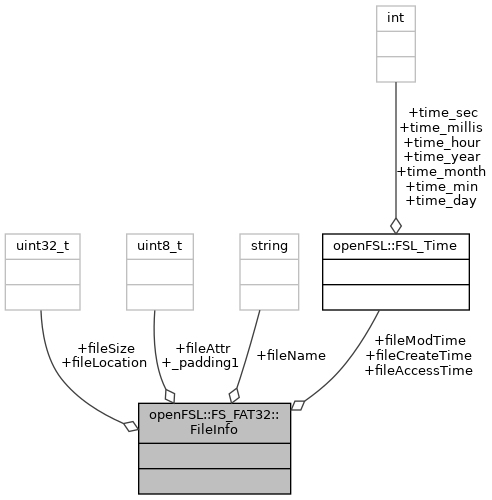 int
+time_sec
+time_millis
+time_hour
+time_year
+time_month
+time_min
+time_day
uint32_t
uint8_t
string
openFSL::FSL_Time
+fileSize
+fileLocation
+fileAttr
+_padding1
+fileName
+fileModTime
+fileCreateTime
+fileAccessTime
openFSL::FS_FAT32::
FileInfo